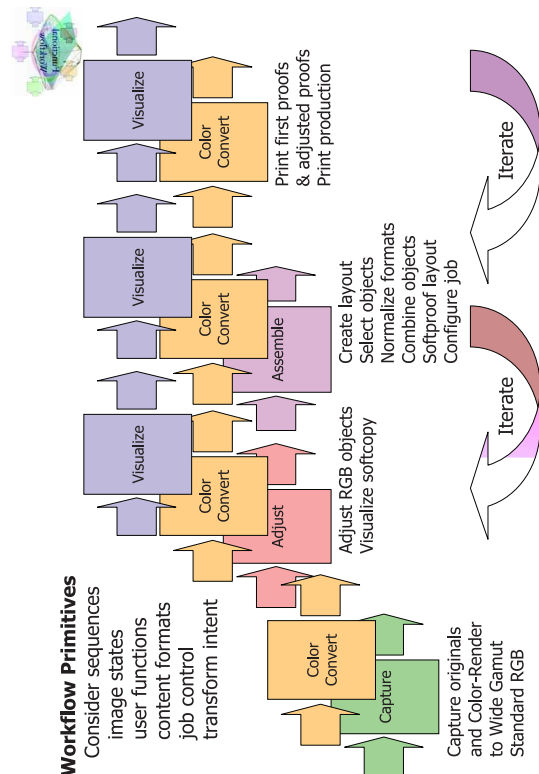 Workflow Primitives
Consider sequences
image states
user functions
content formats
job control
transform intent
Capture
Color
Convert
Capture originals
and Color-Render
to Wide Gamut
Standard RGB
Adjust
Color
Convert
Visualize
Adjust RGB objects
Visualize softcopy
Assemble
Color
Convert
Visualize
Create layout
Select objects
Normalize formats
Combine objects
Softproof layout
Configure job
Color
Convert
Visualize
Print first proofs
& adjusted proofs
Print production
Iterate
Iterate